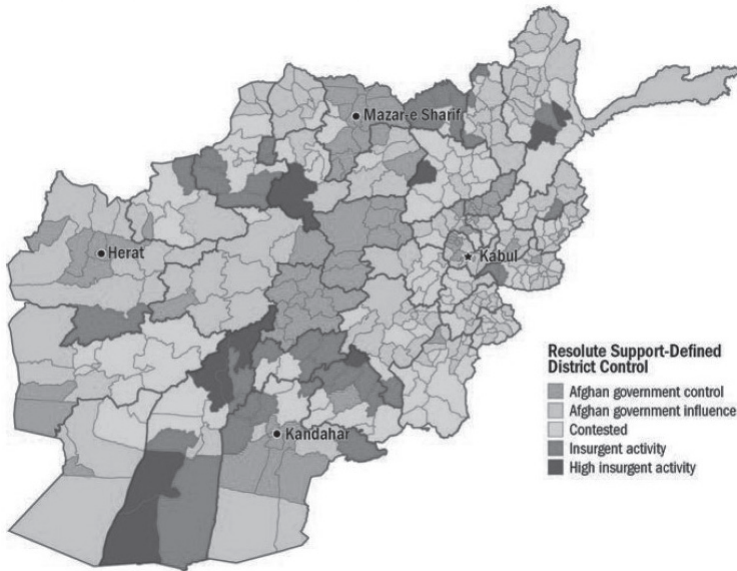 Mazar-e Sharif
Herat
Kabul
Kandahar
Resolute Support-Defined
District Control
Afghan government control
Afghan government influence
Contested
Insurgent activity
High insurgent activity